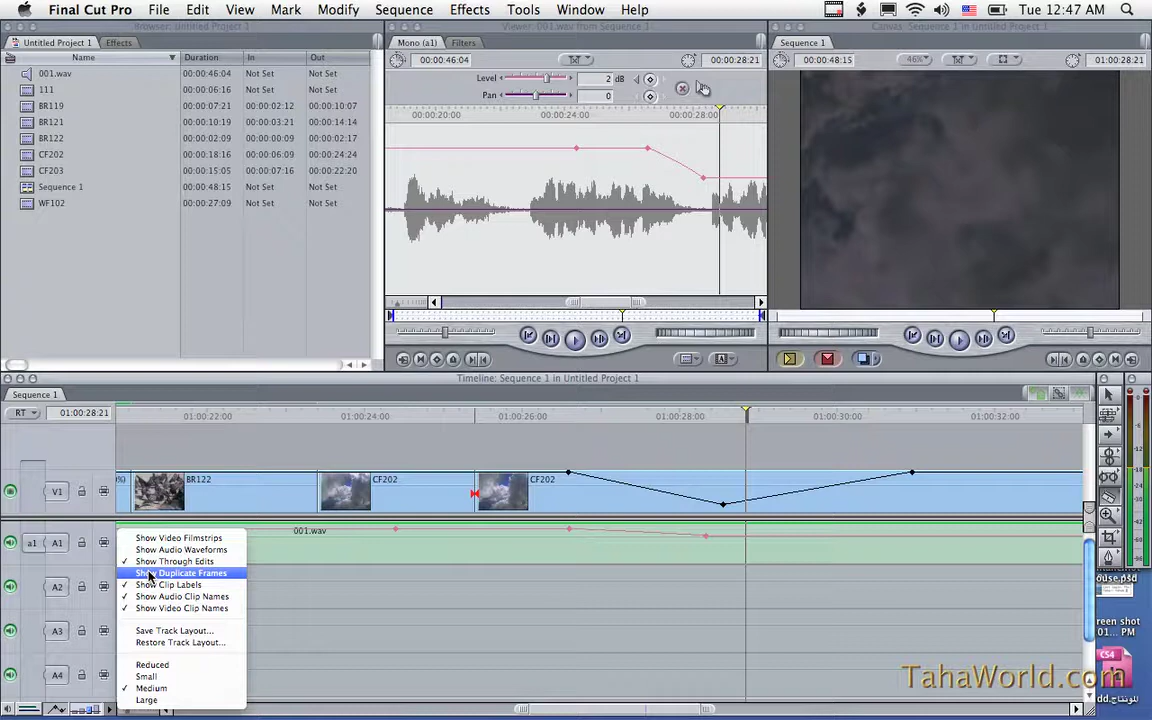 Final Cut Pro File Edit View Mark Modify Sequence Effects Tools Window Help Tue 12:47 AM
Browser: Untitled Project 1
Viewer: 001.wav from Sequence 1
Canvas: Sequence 1 in Untitled Project 1
Untitled Project 1 Effects
Name Duration In Out
001.wav 00:00:46:04 Not Set Not Set
111 00:00:06:16 Not Set Not Set
BR119 00:00:07:21 00:00:02:12 00:00:10:07
BR121 00:00:10:19 00:00:03:21 00:00:14:14
BR122 00:00:02:09 00:00:00:09 00:00:02:17
CF202 00:00:18:16 00:00:06:09 00:00:24:24
CF203 00:00:15:05 00:00:07:16 00:00:22:20
Sequence 1 00:00:48:15 Not Set Not Set
WF102 00:00:27:09 Not Set Not Set
Mono (a1) Filters
00:00:46:04 00:00:28:21
Level 2 dB
Pan 0
00:00:20:00 00:00:24:00 00:00:28:00
Sequence 1
00:00:48:15 46% 01:00:28:21
Timeline: Sequence 1 in Untitled Project 1
Sequence 1
RT 01:00:28:21 01:00:22:00 01:00:24:00 01:00:26:00 01:00:28:00 01:00:30:00 01:00:32:00
V1 BR122 CF202 CF202
a1 A1 001.wav
A2
A3
A4
Show Video Filmstrips
Show Audio Waveforms
Show Through Edits
Show Duplicate Frames
Show Clip Labels
Show Audio Clip Names
Show Video Clip Names
Save Track Layout...
Restore Track Layout...
Reduced
Small
Medium
Large
ouse.psd
reen shot
01... PM
CS4
TahaWorld.com